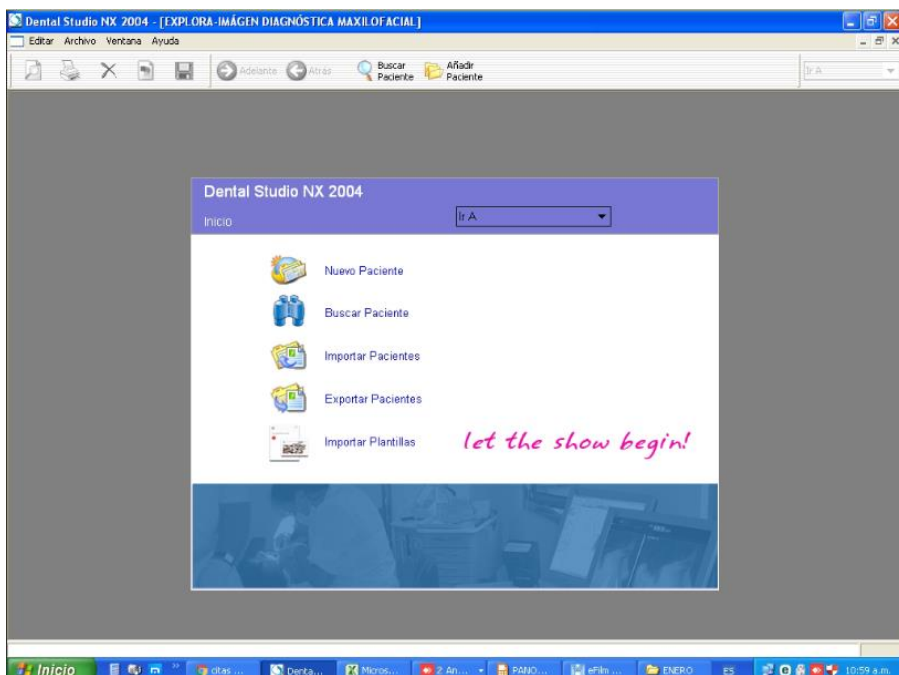 Dental Studio NX 2004 - [EXPLORA-IMÁGEN DIAGNÓSTICA MAXILOFACIAL]
Editar Archivo Ventana Ayuda
Adelante Atrás Buscar Paciente Añadir Paciente Ir A
Dental Studio NX 2004
Inicio
Ir A
Nuevo Paciente
Buscar Paciente
Importar Pacientes
Exportar Pacientes
Importar Plantillas
let the show begin!
Inicio citas ... Denta... Micros... 2 An... PANO... eFilm ... ENERO ES 10:59 a.m.